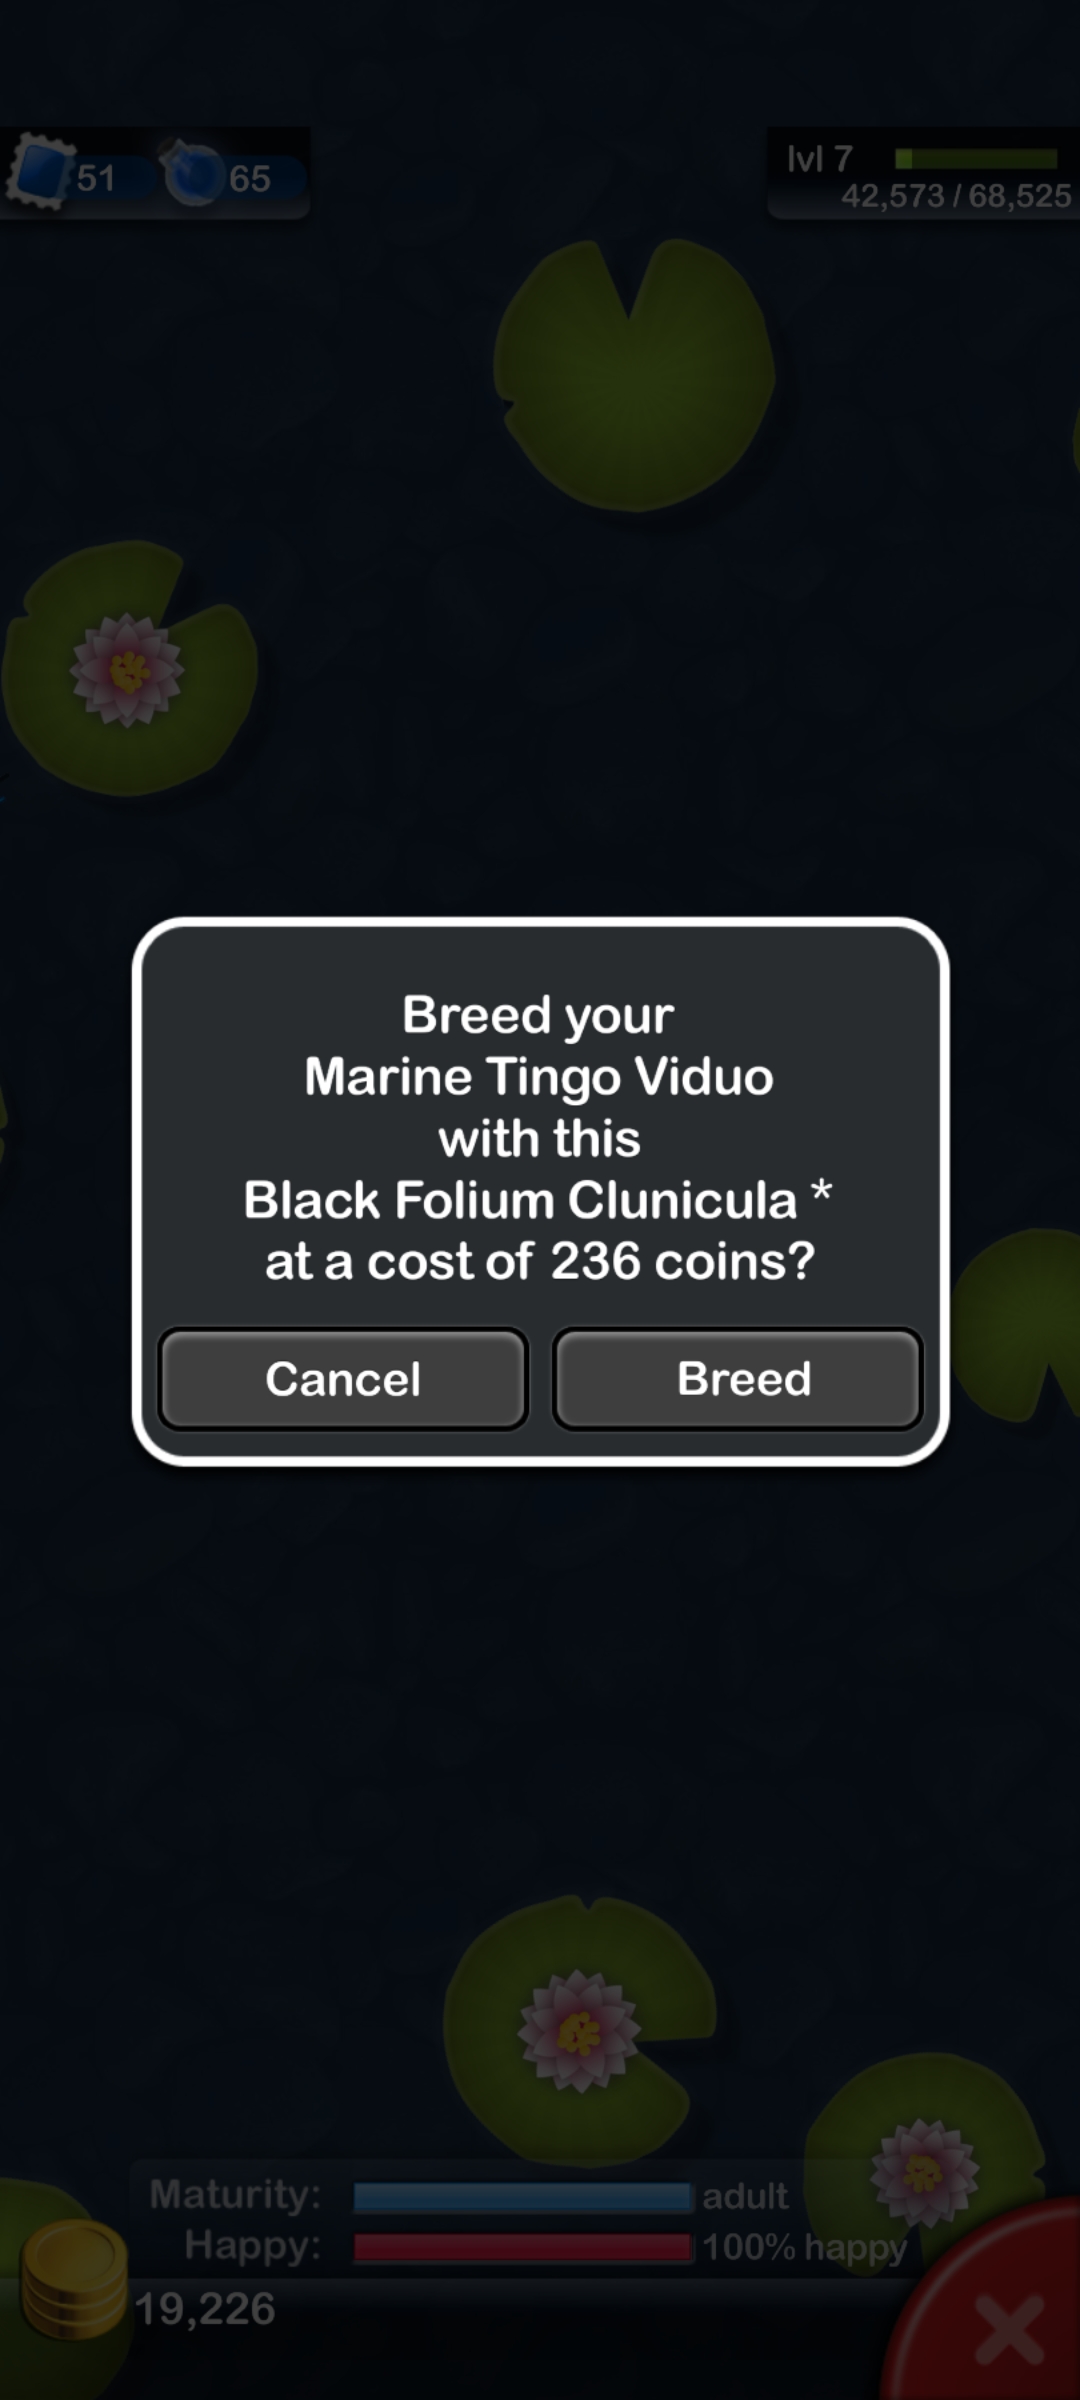 51
65
lvl 7
42,573 / 68,525
Breed your
Marine Tingo Viduo
with this
Black Folium Clunicula *
at a cost of 236 coins?
Cancel
Breed
Maturity: adult
Happy: 100% happy
19,226